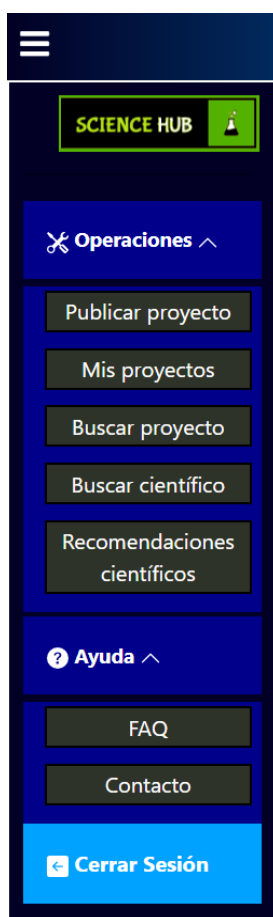 SCIENCE HUB
Operaciones
Publicar proyecto
Mis proyectos
Buscar proyecto
Buscar científico
Recomendaciones
científicos
Ayuda
FAQ
Contacto
Cerrar Sesión